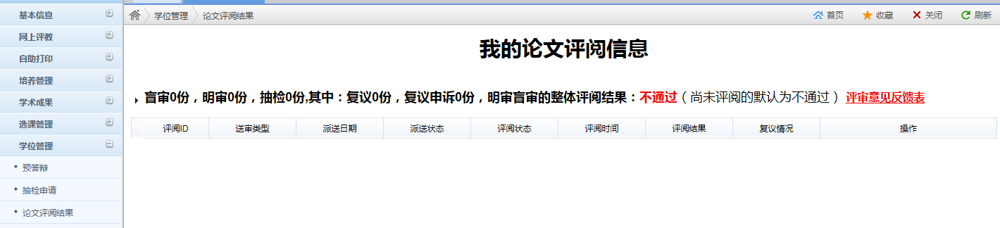 基本信息
网上评教
自助打印
培养管理
学术成果
选课管理
学位管理
预答辩
抽检申请
论文评阅结果
学位管理 论文评阅结果 首页 收藏 关闭 刷新
我的论文评阅信息
盲审0份，明审0份，抽检0份,其中：复议0份，复议申诉0份，明审盲审的整体评阅结果：不通过（尚未评阅的默认为不通过） 评审意见反馈表
评阅ID 送审类型 派送日期 派送状态 评阅状态 评阅时间 评阅结果 复议情况 操作